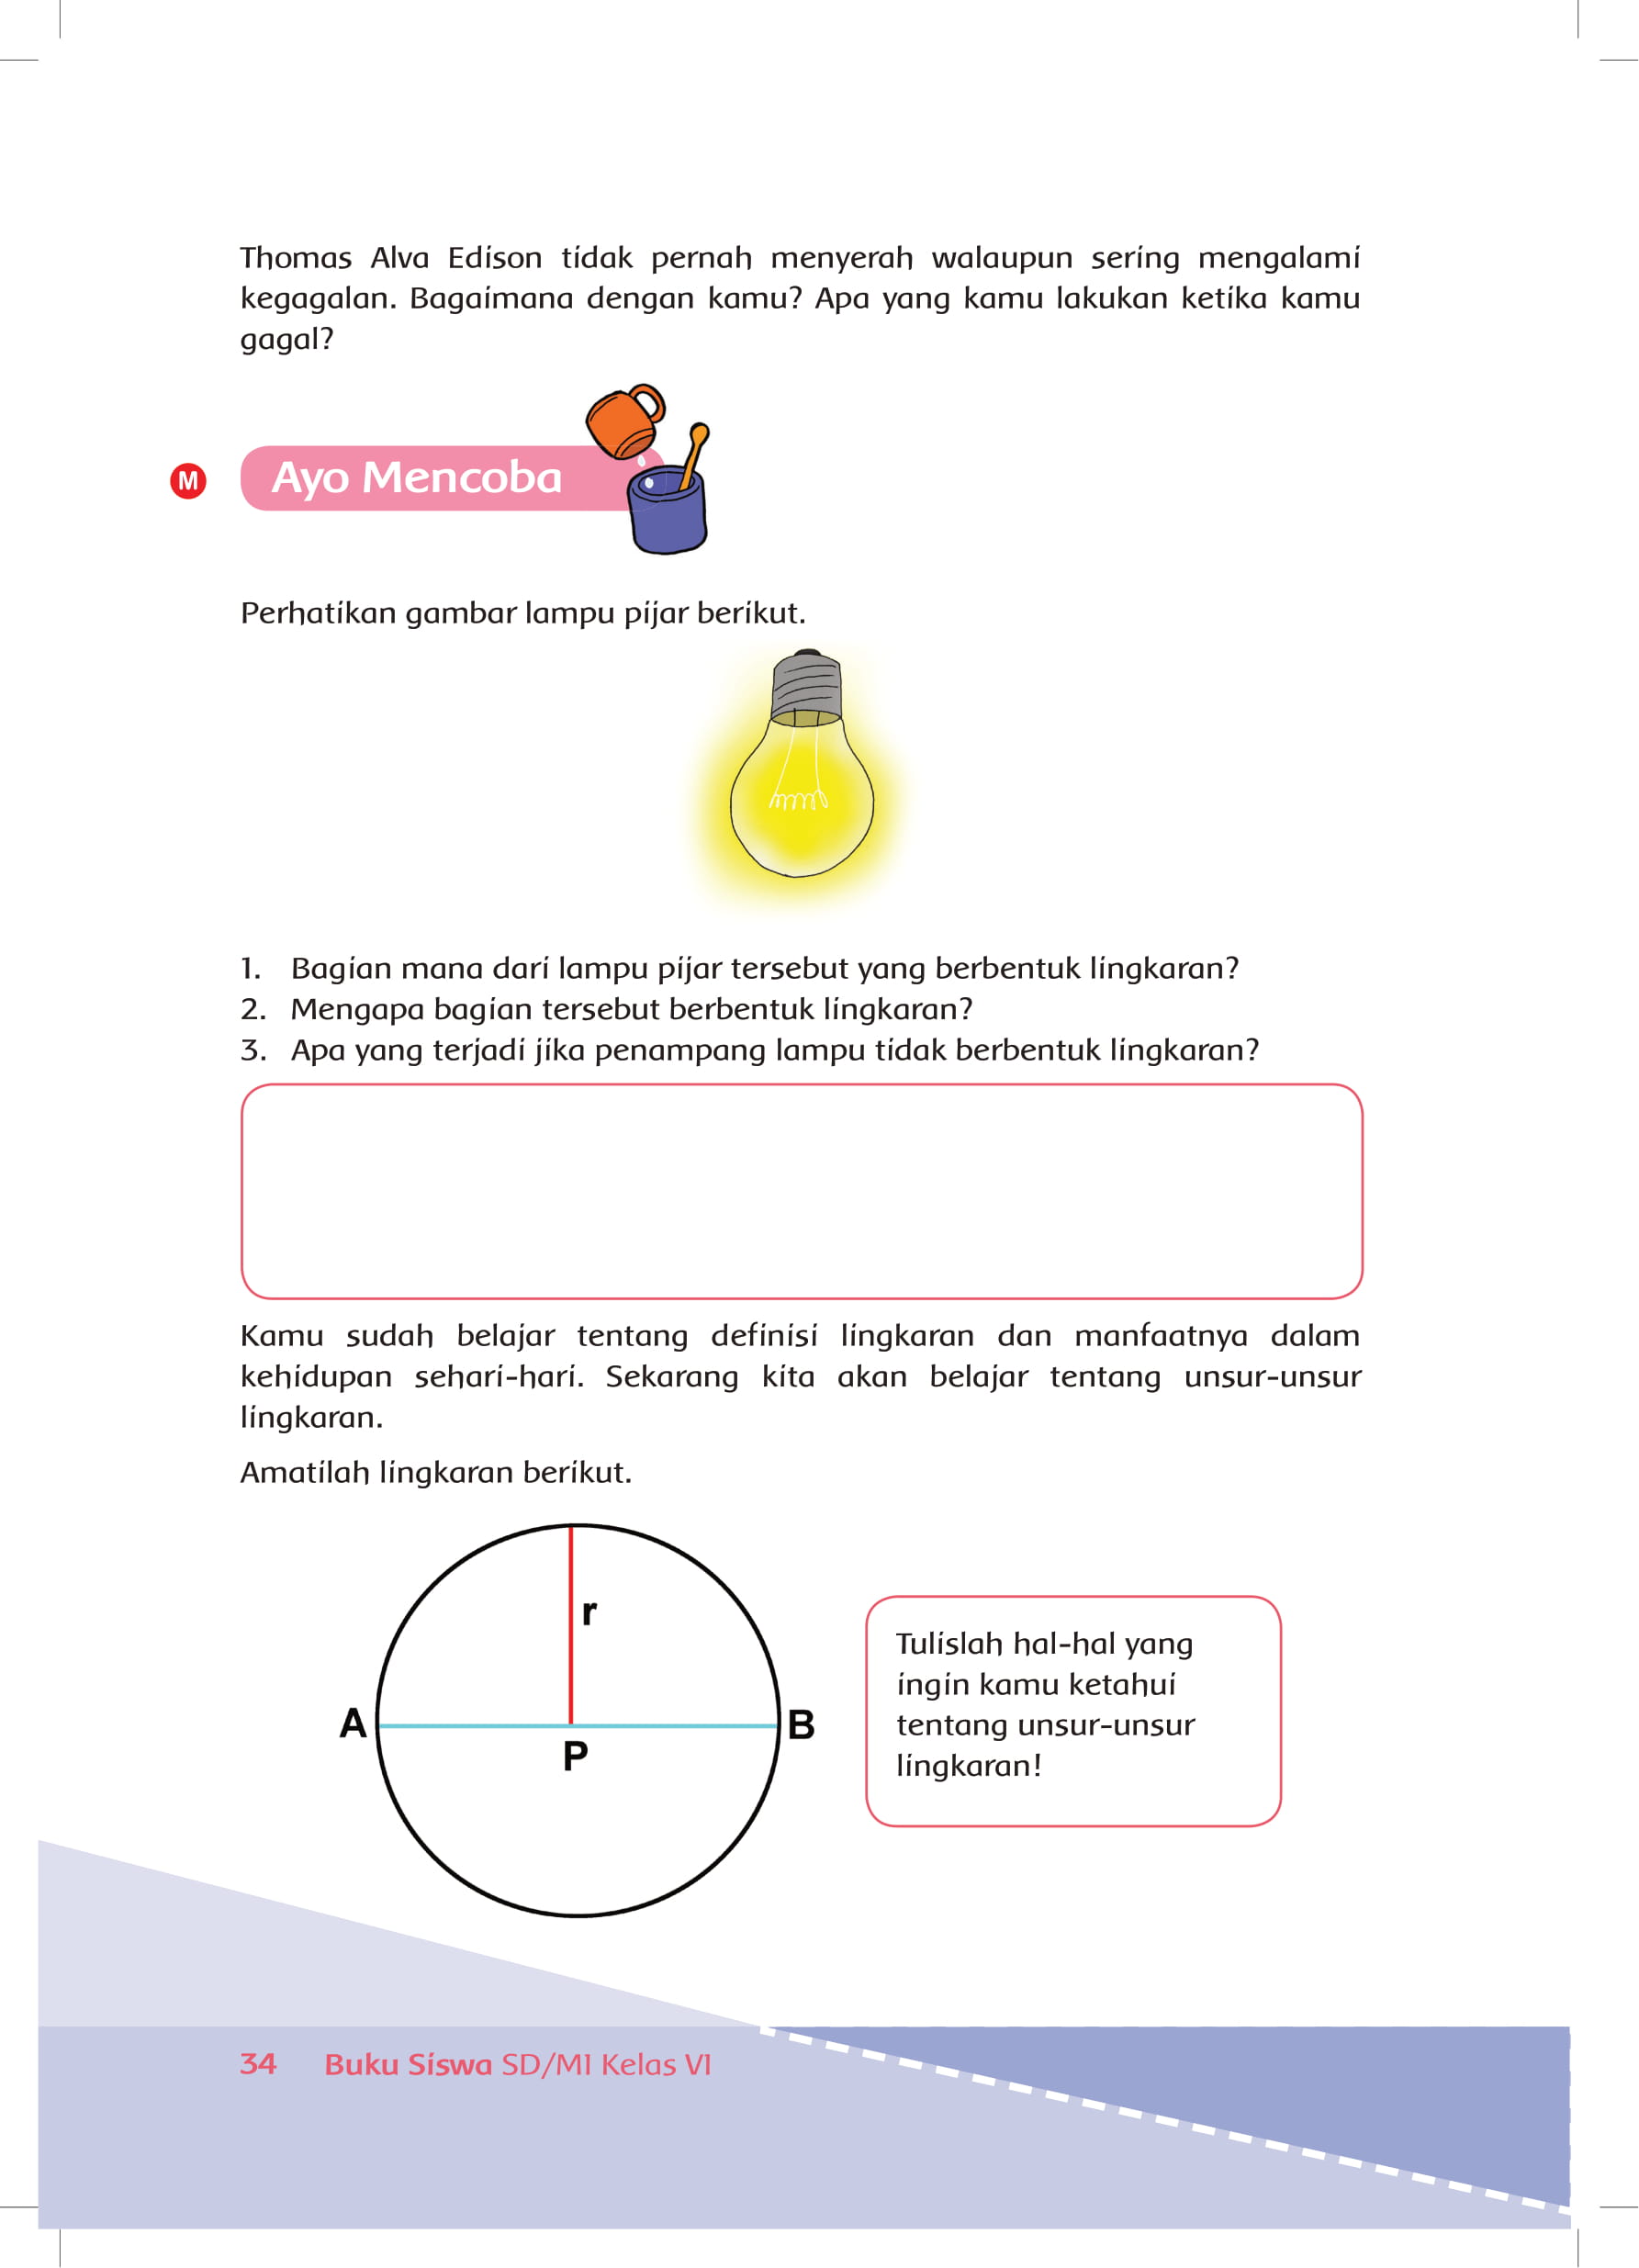 Thomas Alva Edison tidak pernah menyerah walaupun sering mengalami
kegagalan. Bagaimana dengan kamu? Apa yang kamu lakukan ketika kamu
gagal?
M
Ayo Mencoba
Perhatikan gambar lampu pijar berikut.
1. Bagian mana dari lampu pijar tersebut yang berbentuk lingkaran?
2. Mengapa bagian tersebut berbentuk lingkaran?
3. Apa yang terjadi jika penampang lampu tidak berbentuk lingkaran?
Kamu sudah belajar tentang definisi lingkaran dan manfaatnya dalam
kehidupan sehari-hari. Sekarang kita akan belajar tentang unsur-unsur
lingkaran.
Amatilah lingkaran berikut.
r
A
B
P
Tulislah hal-hal yang
ingin kamu ketahui
tentang unsur-unsur
lingkaran!
34 Buku Siswa SD/MI Kelas VI